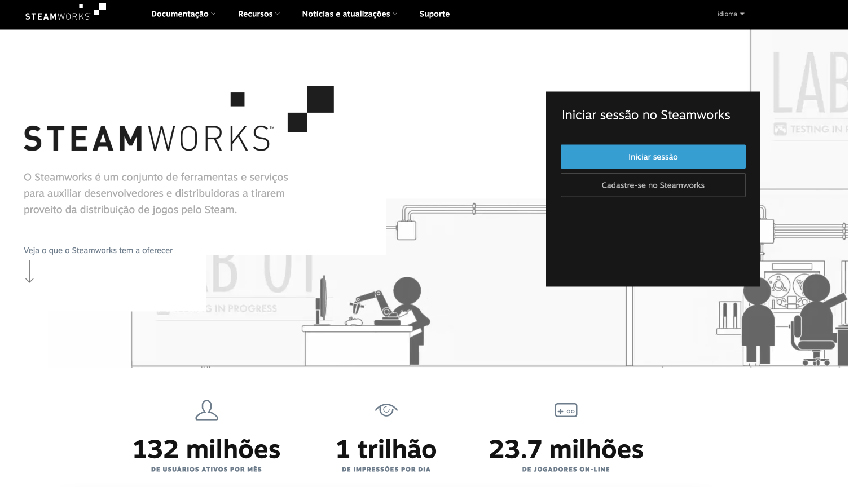 STEAMWORKS
Documentação Recursos Notícias e atualizações Suporte idioma
STEAMWORKS™
O Steamworks é um conjunto de ferramentas e serviços
para auxiliar desenvolvedores e distribuidoras a tirarem
proveito da distribuição de jogos pelo Steam.
Veja o que o Steamworks tem a oferecer
Iniciar sessão no Steamworks
Iniciar sessão
Cadastre-se no Steamworks
LAB
TESTING IN
B 01
G IN PROGRESS
132 milhões
DE USUÁRIOS ATIVOS POR MÊS
1 trilhão
DE IMPRESSÕES POR DIA
23.7 milhões
DE JOGADORES ON-LINE